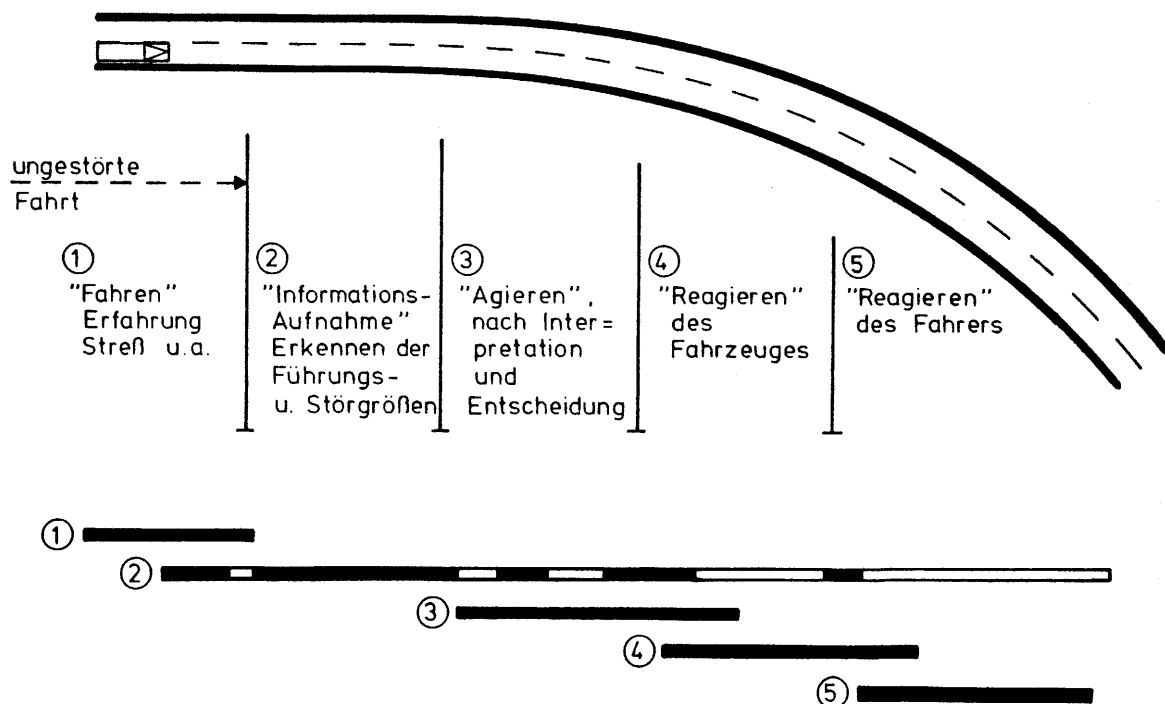 ungestörte
Fahrt
①
"Fahren"
Erfahrung
Streß u.a.
②
"Informations-
Aufnahme"
Erkennen der
Führungs-
u. Störgrößen
③
"Agieren",
nach Inter=
pretation
und
Entscheidung
④
"Reagieren"
des
Fahrzeuges
⑤
"Reagieren"
des Fahrers
①
②
③
④
⑤